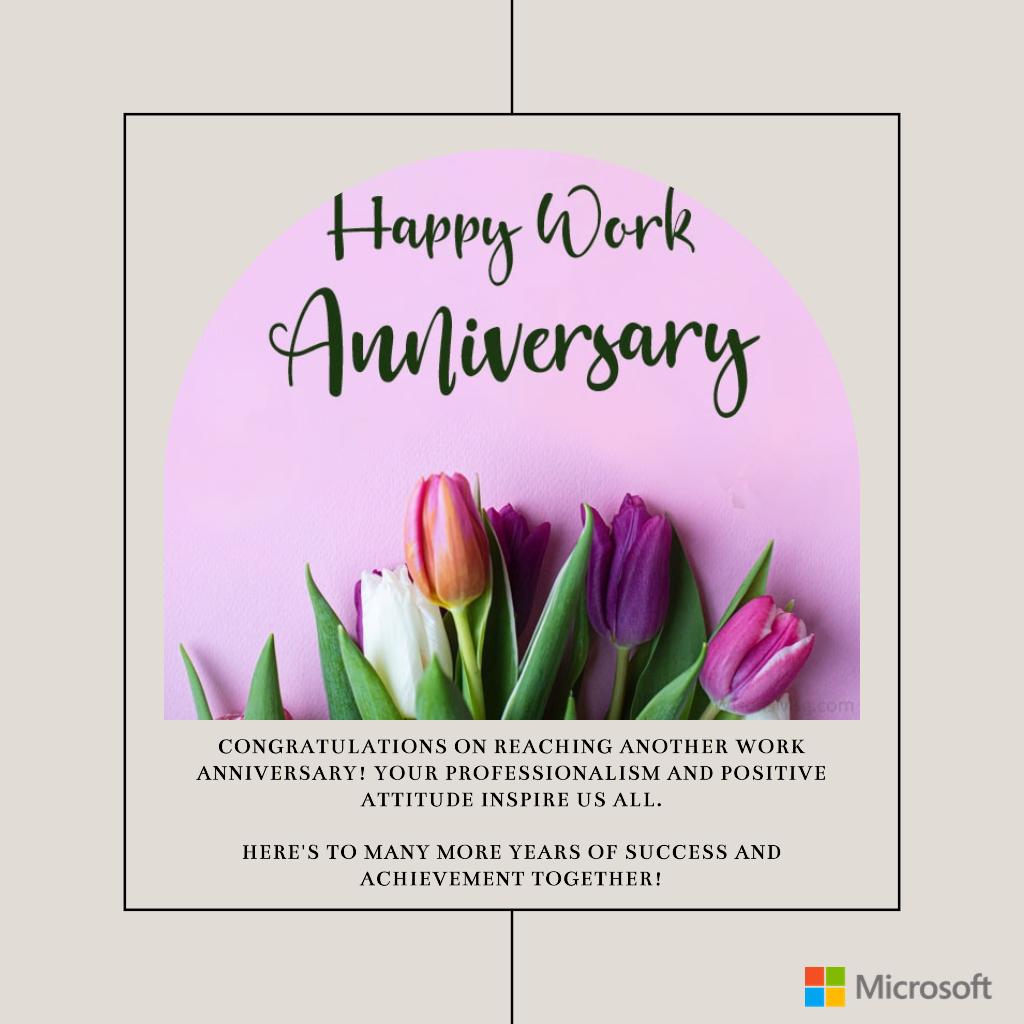 Happy Work
Anniversary
CONGRATULATIONS ON REACHING ANOTHER WORK
ANNIVERSARY! YOUR PROFESSIONALISM AND POSITIVE
ATTITUDE INSPIRE US ALL.
HERE'S TO MANY MORE YEARS OF SUCCESS AND
ACHIEVEMENT TOGETHER!
Microsoft